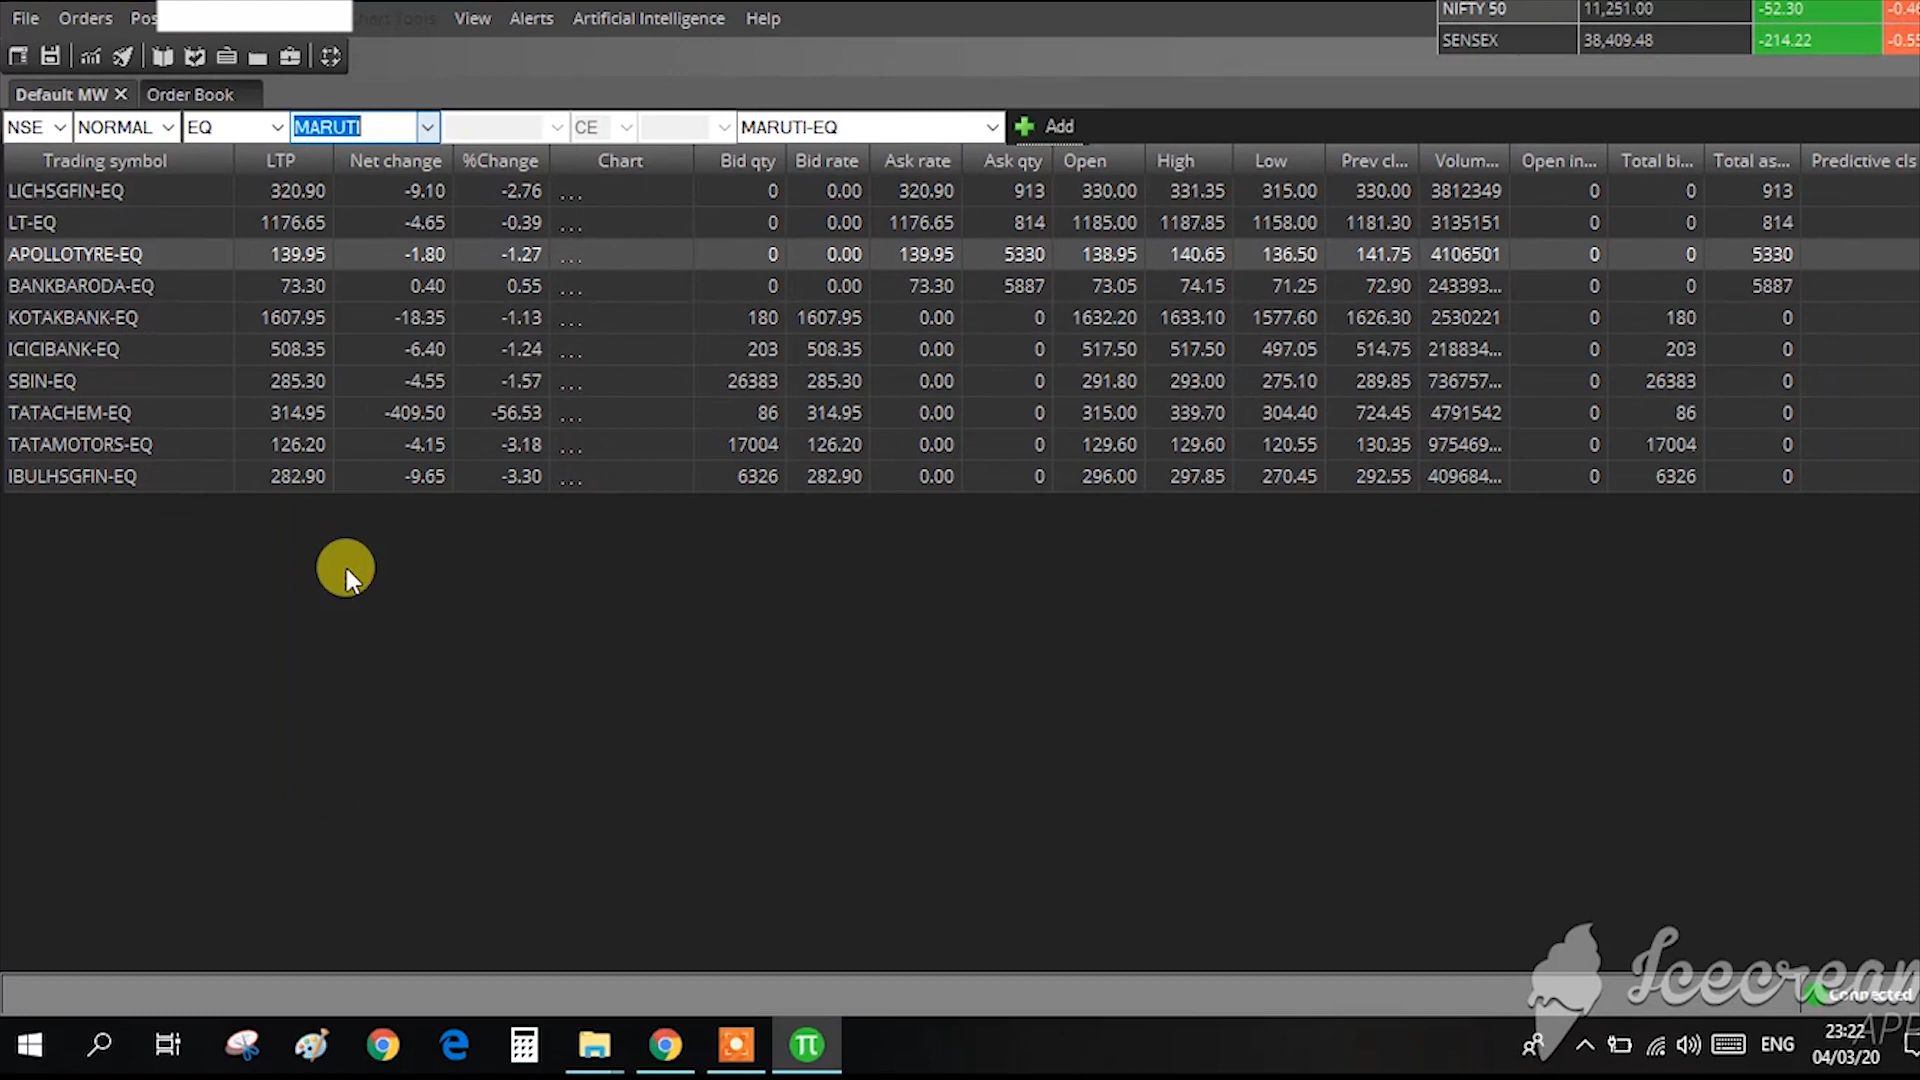 File Orders Pos View Alerts Artificial Intelligence Help
NIFTY 50 11,251.00 -52.30 -0.46
SENSEX 38,409.48 -214.22 -0.55
Default MW Order Book
NSE NORMAL EQ MARUTI CE MARUTI-EQ Add
Trading symbol LTP Net change %Change Chart Bid qty Bid rate Ask rate Ask qty Open High Low Prev cl... Volum... Open in... Total bi... Total as... Predictive cls
LICHSGFIN-EQ 320.90 -9.10 -2.76 ... 0 0.00 320.90 913 330.00 331.35 315.00 330.00 3812349 0 0 913
LT-EQ 1176.65 -4.65 -0.39 ... 0 0.00 1176.65 814 1185.00 1187.85 1158.00 1181.30 3135151 0 0 814
APOLLOTYRE-EQ 139.95 -1.80 -1.27 ... 0 0.00 139.95 5330 138.95 140.65 136.50 141.75 4106501 0 0 5330
BANKBARODA-EQ 73.30 0.40 0.55 ... 0 0.00 73.30 5887 73.05 74.15 71.25 72.90 243393... 0 0 5887
KOTAKBANK-EQ 1607.95 -18.35 -1.13 ... 180 1607.95 0.00 0 1632.20 1633.10 1577.60 1626.30 2530221 0 180 0
ICICIBANK-EQ 508.35 -6.40 -1.24 ... 203 508.35 0.00 0 517.50 517.50 497.05 514.75 218834... 0 203 0
SBIN-EQ 285.30 -4.55 -1.57 ... 26383 285.30 0.00 0 291.80 293.00 275.10 289.85 736757... 0 26383 0
TATACHEM-EQ 314.95 -409.50 -56.53 ... 86 314.95 0.00 0 315.00 339.70 304.40 724.45 4791542 0 86 0
TATAMOTORS-EQ 126.20 -4.15 -3.18 ... 17004 126.20 0.00 0 129.60 129.60 120.55 130.35 975469... 0 17004 0
IBULHSGFIN-EQ 282.90 -9.65 -3.30 ... 6326 282.90 0.00 0 296.00 297.85 270.45 292.55 409684... 0 6326 0
Icecream
Connected
APP
ENG 23:22
04/03/20